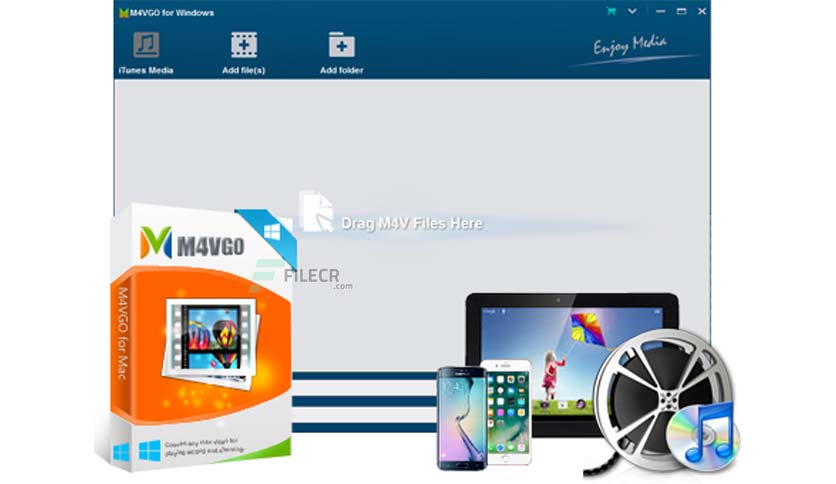 M4VGO for Windows
iTunes Media
Add file(s)
Add folder
Enjoy Media
Drag M4V Files Here
M4VGO
FILECR
.com
M4VGO for Mac
Google